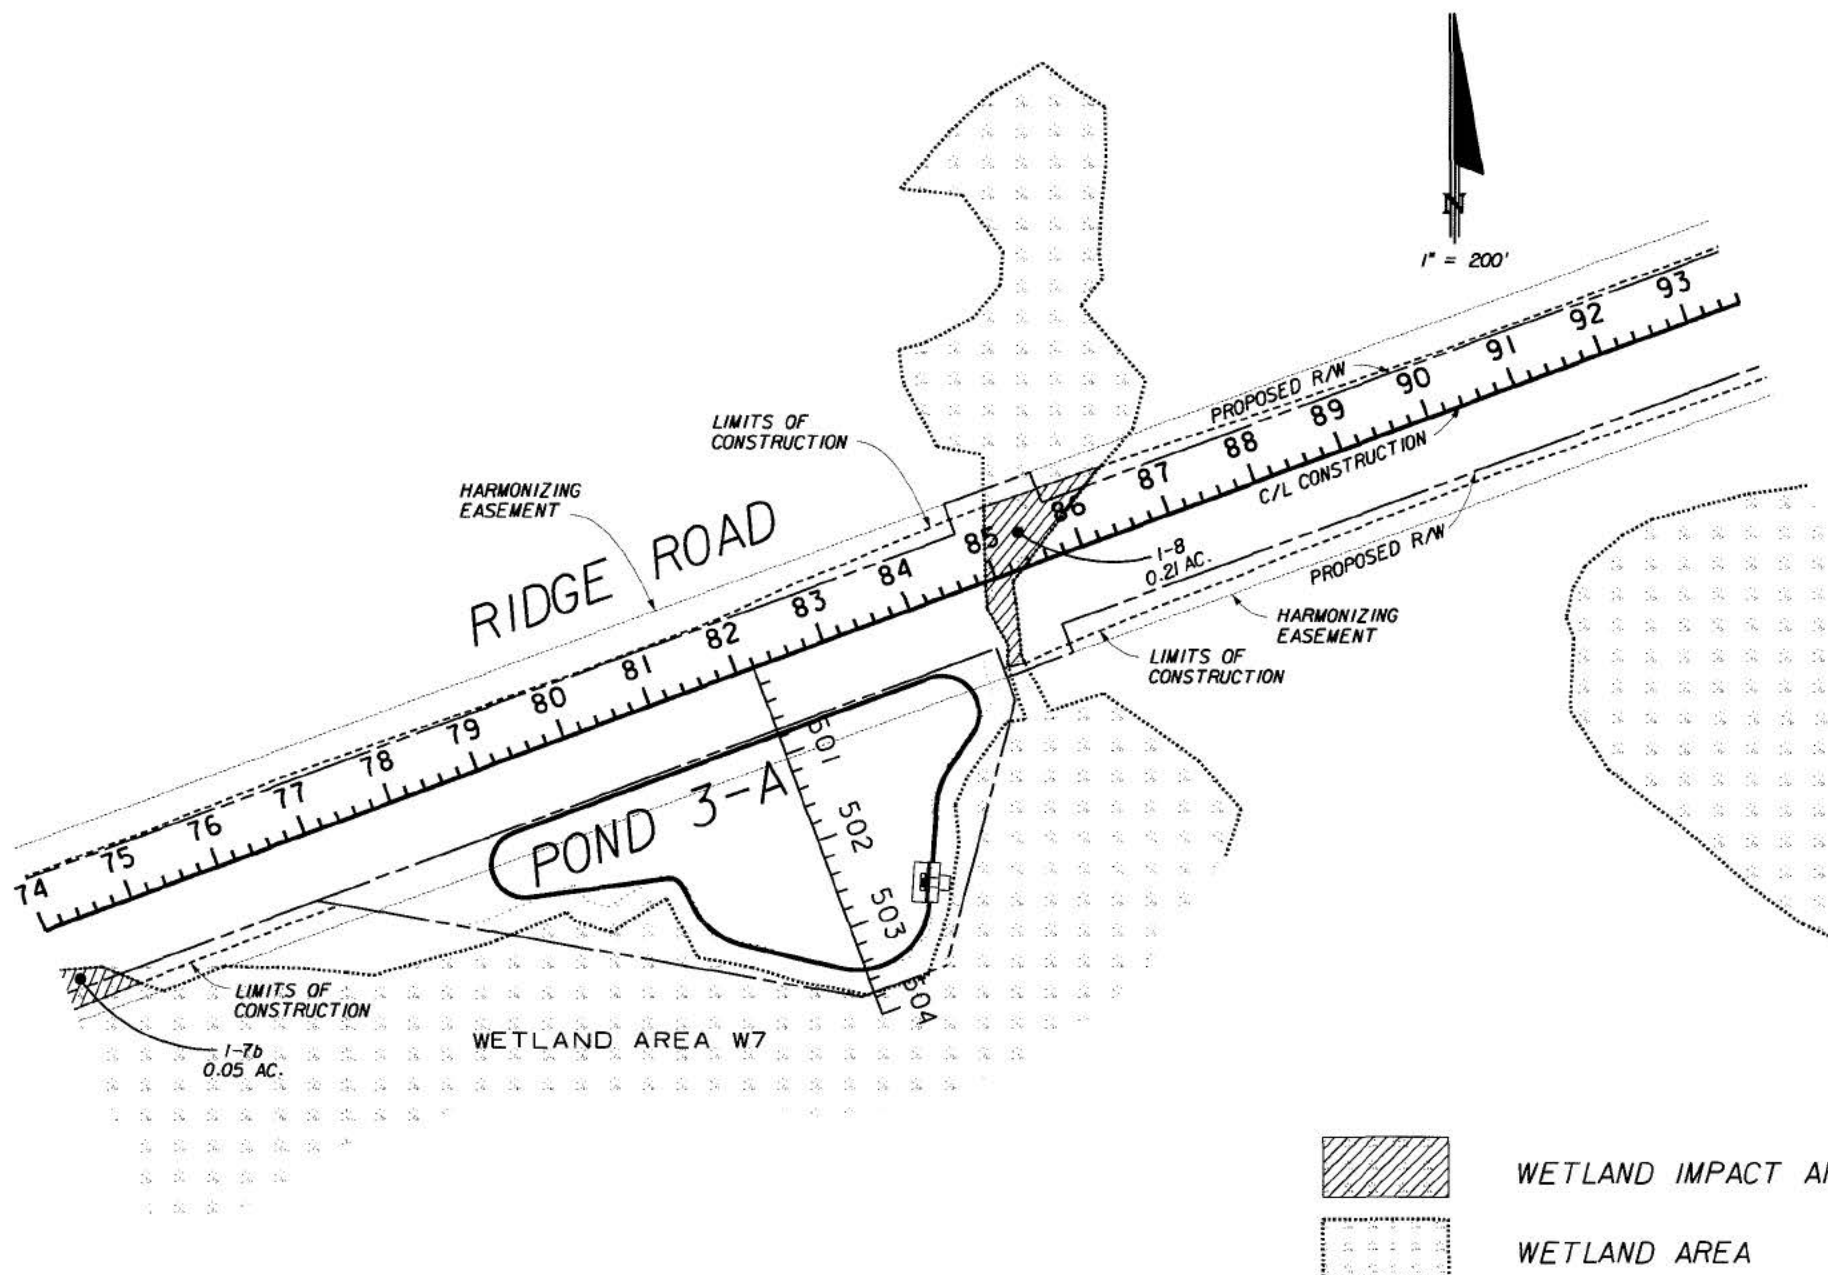 N
1" = 200'
LIMITS OF
CONSTRUCTION
HARMONIZING
EASEMENT
RIDGE ROAD
PROPOSED R/W
C/L CONSTRUCTION
PROPOSED R/W
74 75 76 77 78 79 80 81 82 83 84 85 86 87 88 89 90 91 92 93
1-8
0.21 AC.
HARMONIZING
EASEMENT
LIMITS OF
CONSTRUCTION
POND 3-A
501 502 503 504
LIMITS OF
CONSTRUCTION
WETLAND AREA W7
1-7b
0.05 AC.
WETLAND IMPACT
WETLAND AREA